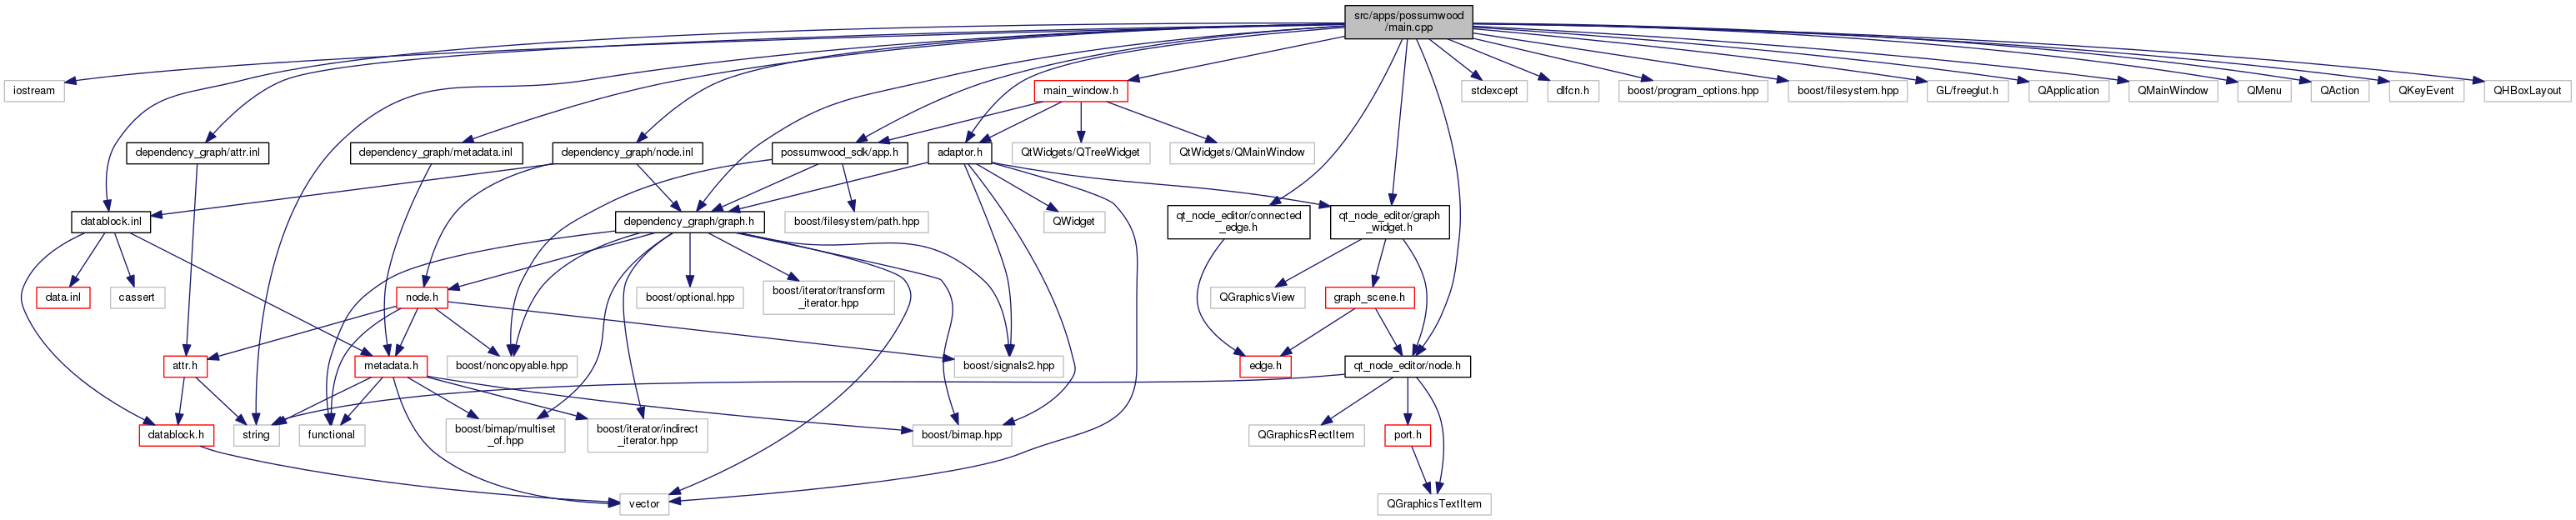 src/apps/possumwood
/main.cpp
iostream
main_window.h
stdexcept
dlfcn.h
boost/program_options.hpp
boost/filesystem.hpp
GL/freeglut.h
QApplication
QMainWindow
QMenu
QAction
QKeyEvent
QHBoxLayout
dependency_graph/attr.inl
dependency_graph/metadata.inl
dependency_graph/node.inl
possumwood_sdk/app.h
adaptor.h
QtWidgets/QTreeWidget
QtWidgets/QMainWindow
datablock.inl
dependency_graph/graph.h
boost/filesystem/path.hpp
QWidget
qt_node_editor/connected
_edge.h
qt_node_editor/graph
_widget.h
data.inl
cassert
node.h
boost/optional.hpp
boost/iterator/transform
_iterator.hpp
QGraphicsView
graph_scene.h
attr.h
metadata.h
boost/noncopyable.hpp
boost/signals2.hpp
edge.h
qt_node_editor/node.h
datablock.h
string
functional
boost/bimap/multiset
_of.hpp
boost/iterator/indirect
_iterator.hpp
boost/bimap.hpp
QGraphicsRectItem
port.h
vector
QGraphicsTextItem